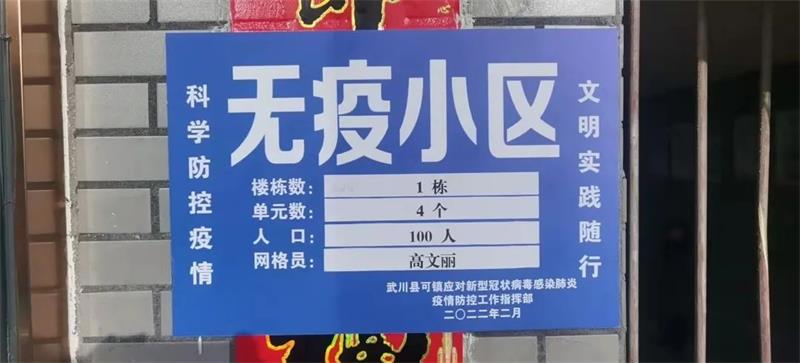 无疫小区
科学防控疫情
文明实践随行
楼栋数： 1 栋
单元数： 4 个
人口： 100 人
网格员： 高文丽
武川县可镇应对新型冠状病毒感染肺炎
疫情防控工作指挥部
二〇二二年二月